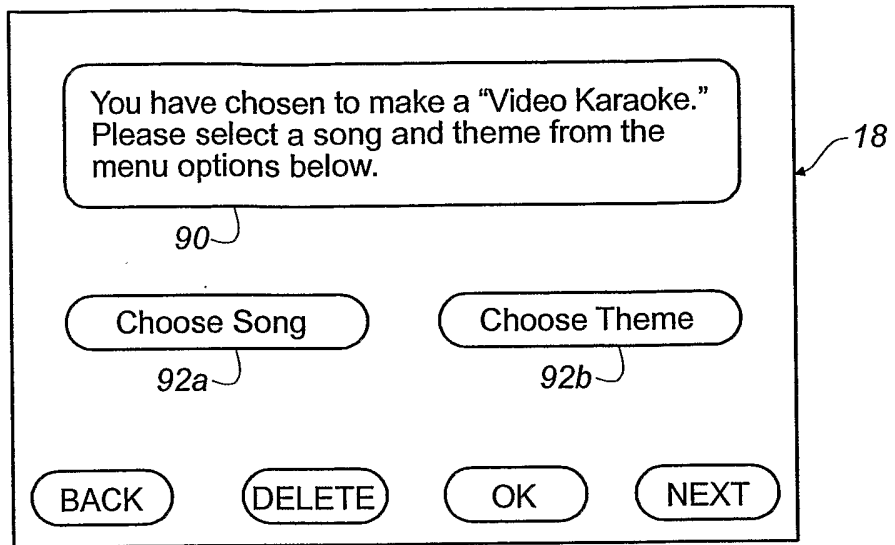 You have chosen to make a “Video Karaoke.”
Please select a song and theme from the
menu options below.
18
90
Choose Song
Choose Theme
92a
92b
BACK
DELETE
OK
NEXT